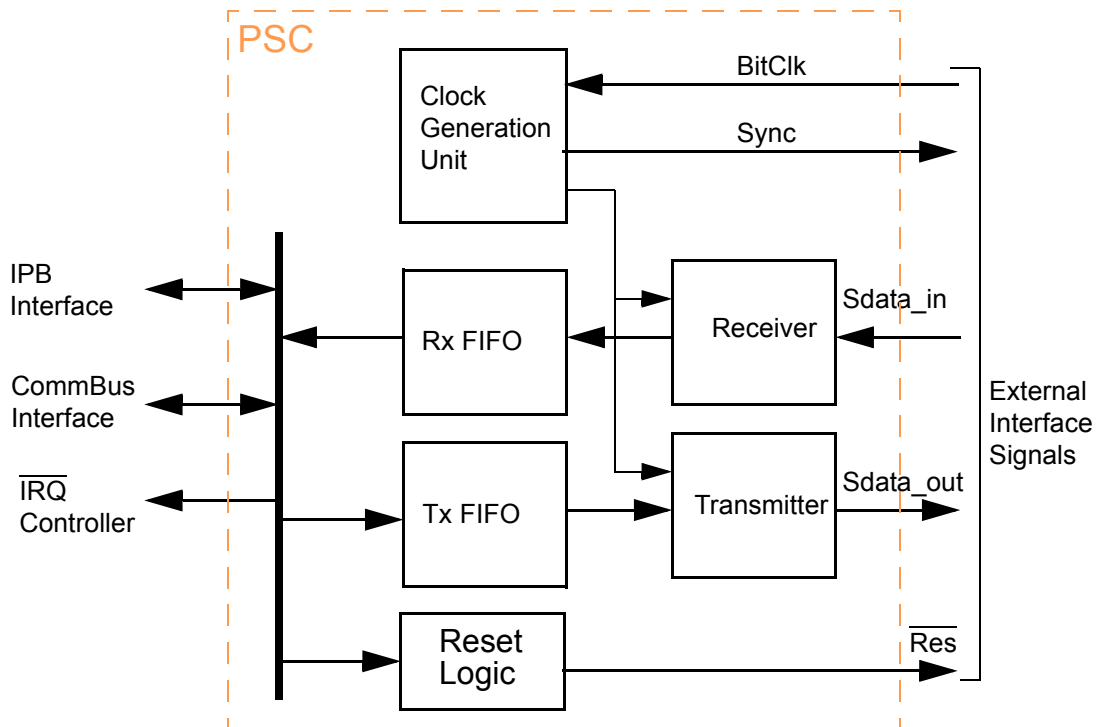 PSC
BitClk
Clock
Generation
Unit
Sync
IPB
Interface
Rx FIFO
Receiver
Sdata_in
CommBus
Interface
External
Interface
Signals
IRQ
Controller
Tx FIFO
Transmitter
Sdata_out
Reset
Logic
Res